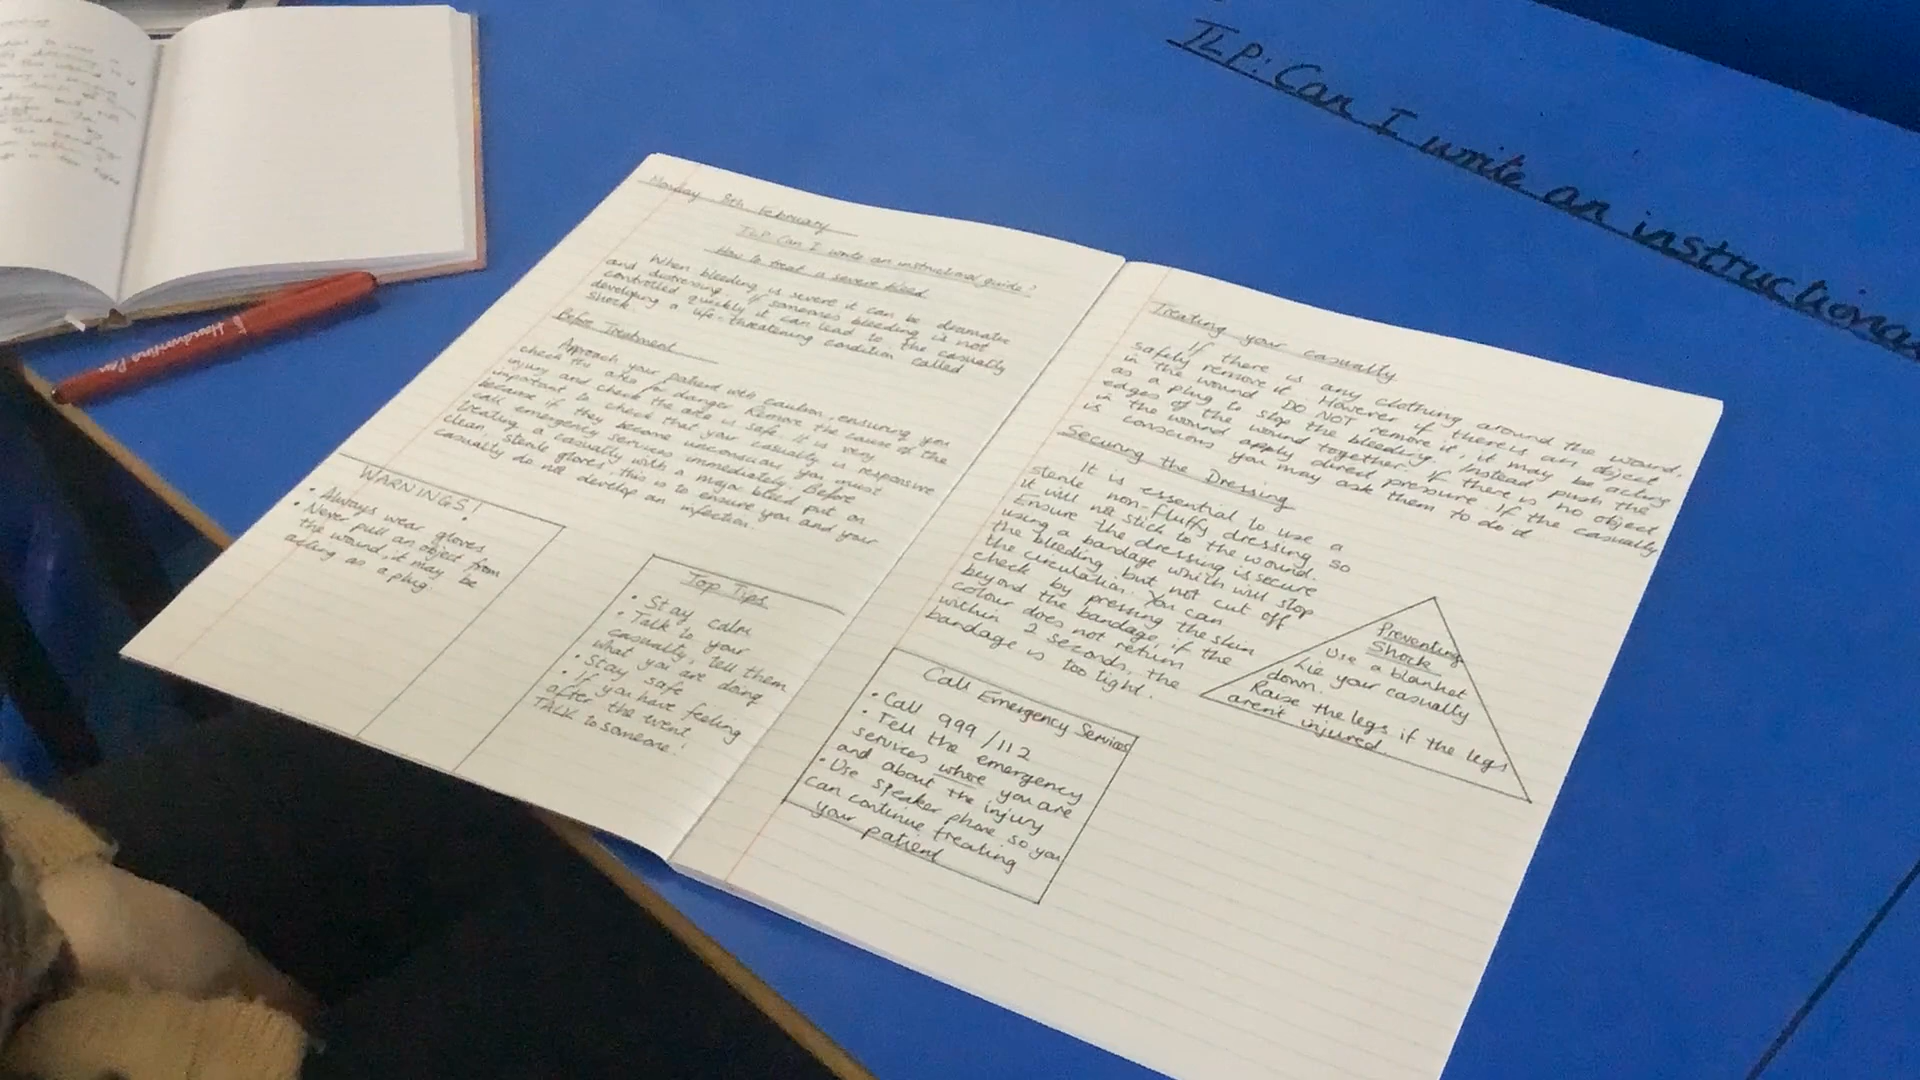 Monday 8th February
ILP: Can I write an instructional guide?
How to treat a severe bleed
When bleeding is severe it can be dramatic
and distressing. If someones bleeding is not
controlled quickly it can lead to the casualty
developing a life-threatening condition called
shock.
Before Treatment
Approach your patient with caution, ensuring you
check the area for danger. Remove the cause of the
injury and check the area is safe. It is very
important to check that your casualty is responsive
because if they become unconscious you must
call emergency services immediately. Before
treating a casualty with a major bleed put on
clean, sterile gloves, this is to ensure you and your
casualty do not develop an
infection.
WARNINGS!
• Always wear gloves
• Never pull an object from
the wound, it may be
acting as a plug.
Top Tips
• Stay calm
• Talk to your
casualty, tell them
what you are doing
• Stay safe
• If you have feeling
after the event
TALK to someone!
Treating your casualty
If there is any clothing around the wound,
safely remove it. However if there is an object
in the wound DO NOT remove it, it may be acting
as a plug to stop the bleeding. Instead push the
edges of the wound together. If there is no object
in the wound apply direct pressure. If the casualty
is conscious you may ask them to do it
Securing the Dressing
It is essential to use a
sterile non-fluffy dressing so
it will not stick to the wound.
Ensure the dressing is secure
using a bandage which will stop
the bleeding but not cut off
the circulation. You can
check by pressing the skin
beyond the bandage, if the
colour does not return
within 2 seconds, the
bandage is too tight.
Preventing
Shock
Use a blanket
Lie your casualty
down.
Raise the legs if the legs
aren't injured.
Call Emergency Services
• Call 999/112
• Tell the emergency
services where you are
and about the injury
• Use speaker phone so you
can continue treating
your patient
ILP: Can I write an instructiona
Handwriting Pen